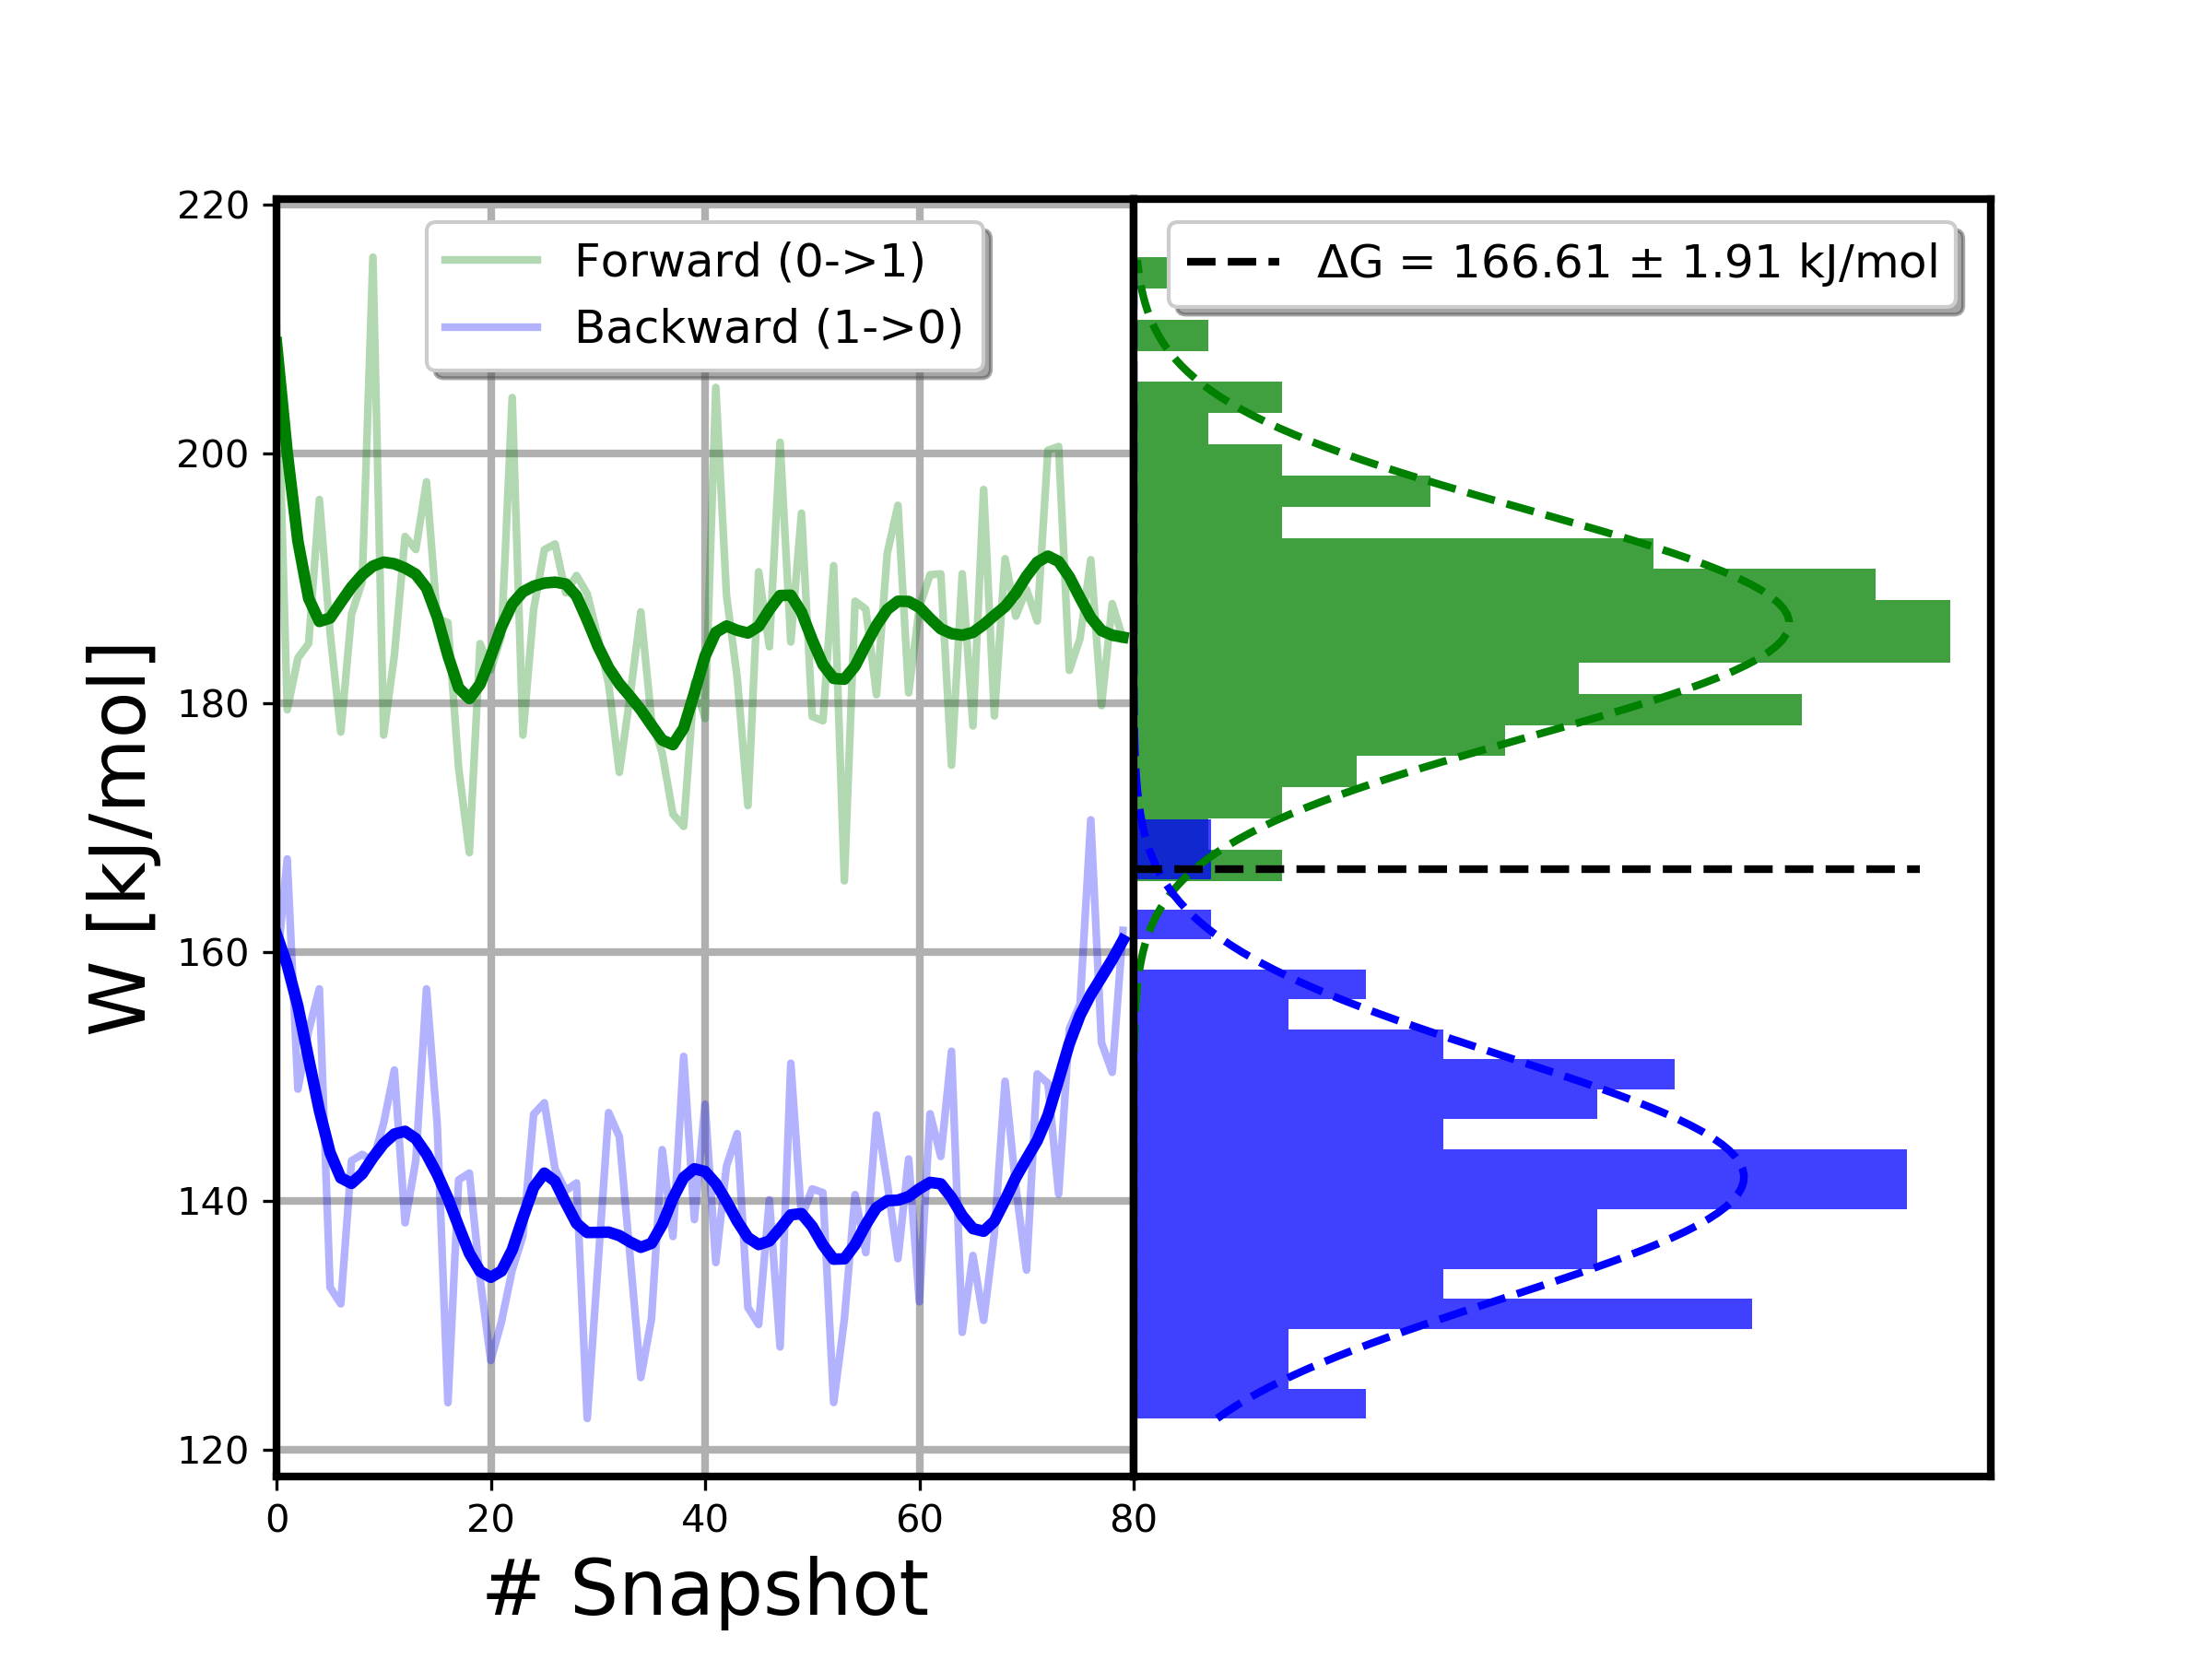 220
200
180
160
140
120
W [kJ/mol]
Forward (0->1)
Backward (1->0)
ΔG = 166.61 ± 1.91 kJ/mol
0 20 40 60 80
# Snapshot